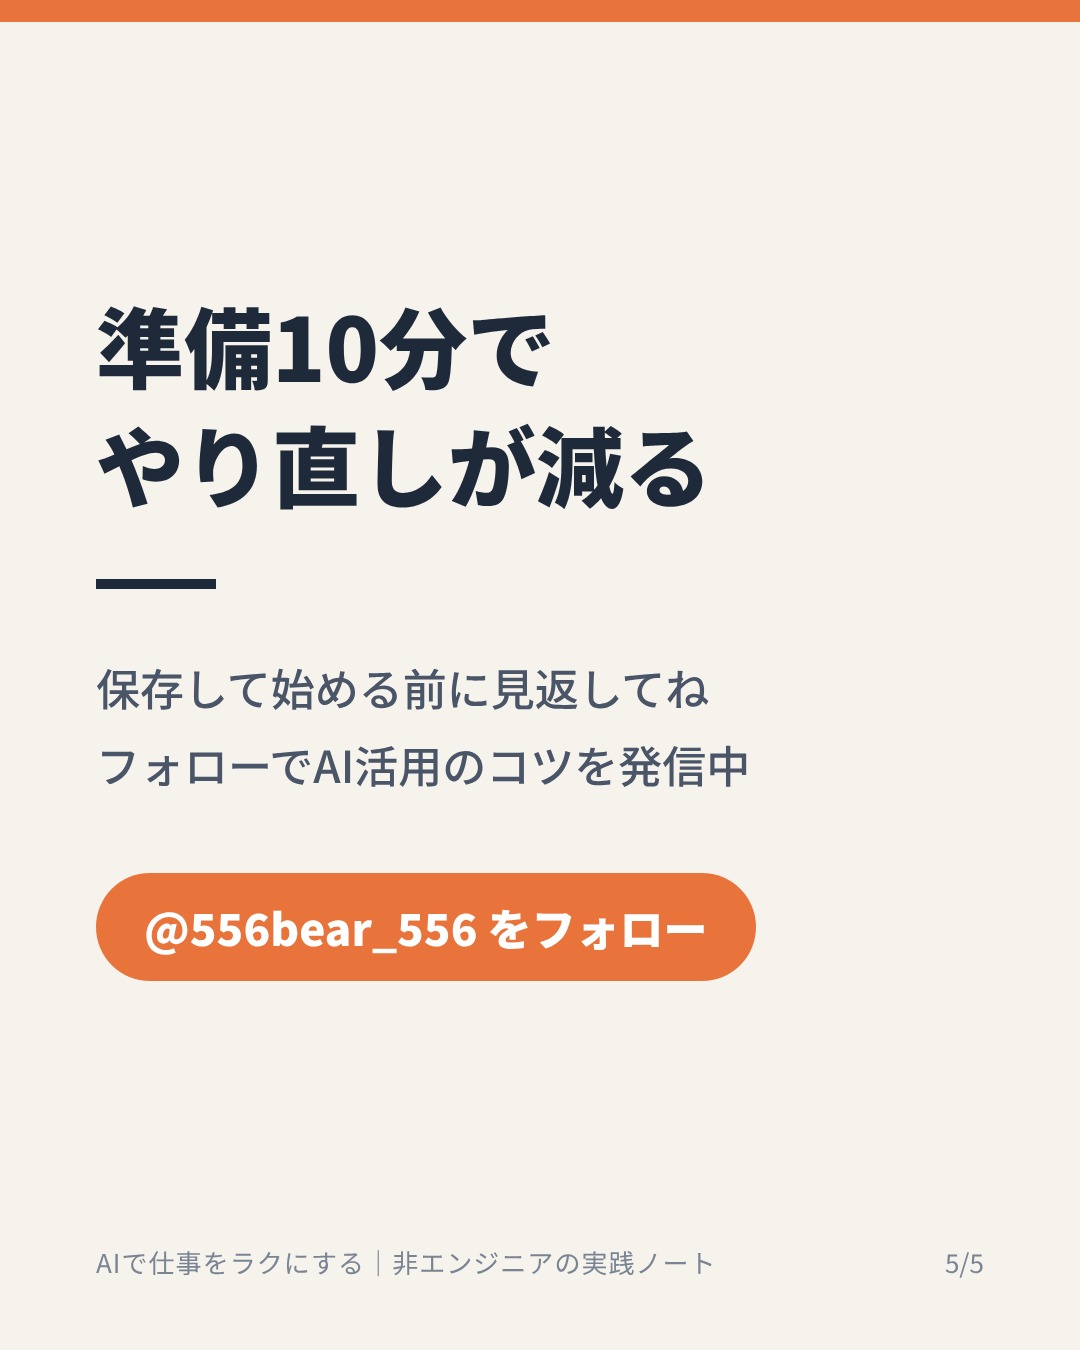 準備10分で
やり直しが減る
保存して始める前に見返してね
フォローでAI活用のコツを発信中
@556bear_556 をフォロー
AIで仕事をラクにする｜非エンジニアの実践ノート
5/5